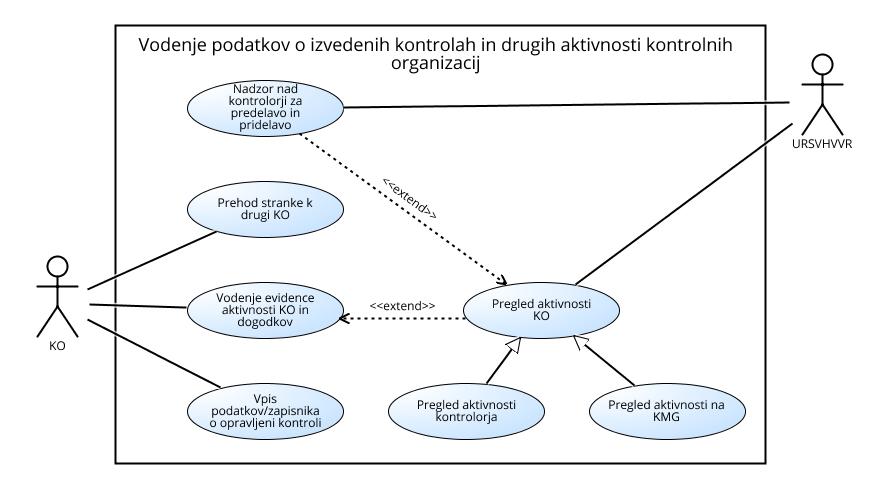 Vodenje podatkov o izvedenih kontrolah in drugih aktivnosti kontrolnih
organizacij
Nadzor nad
kontrolorji za
predelavo in
pridelavo
URSVHVVR
<<extend>>
Prehod stranke k
drugi KO
Vodenje evidence
aktivnosti KO in
dogodkov
<<extend>>
Pregled aktivnosti
KO
KO
Vpis
podatkov/zapisnika
o opravljeni kontroli
Pregled aktivnosti
kontrolorja
Pregled aktivnosti na
KMG